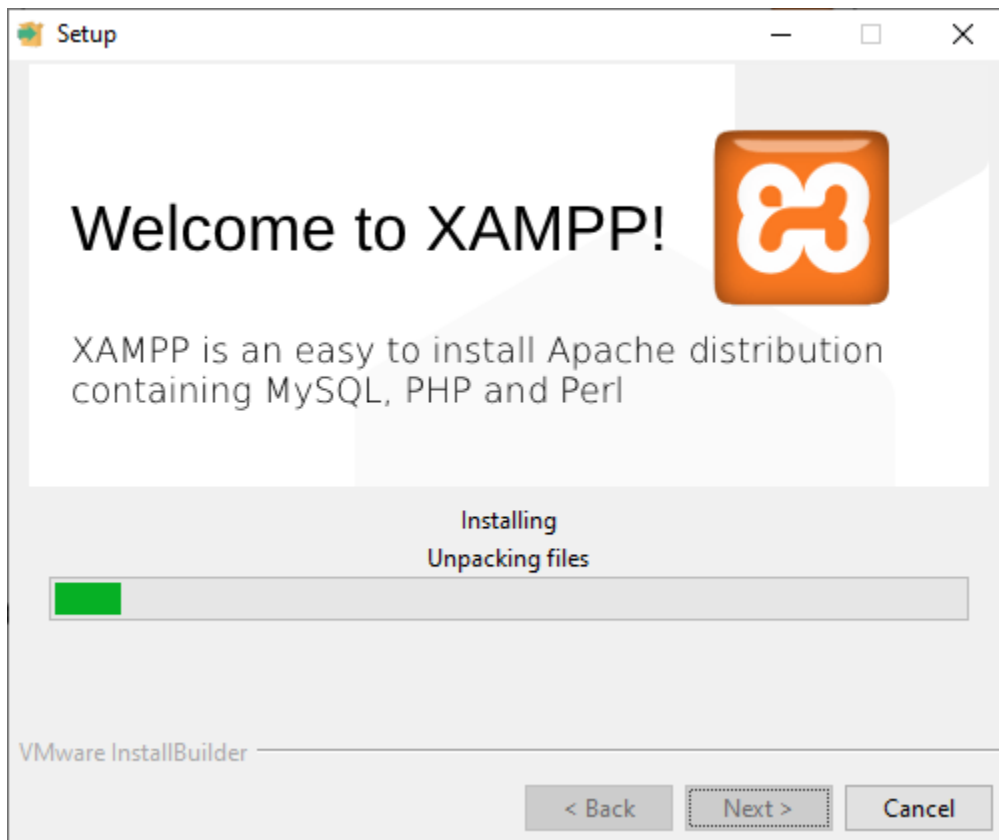 Setup
Welcome to XAMPP!
XAMPP is an easy to install Apache distribution
containing MySQL, PHP and Perl
Installing
Unpacking files
VMware InstallBuilder
< Back
Next >
Cancel